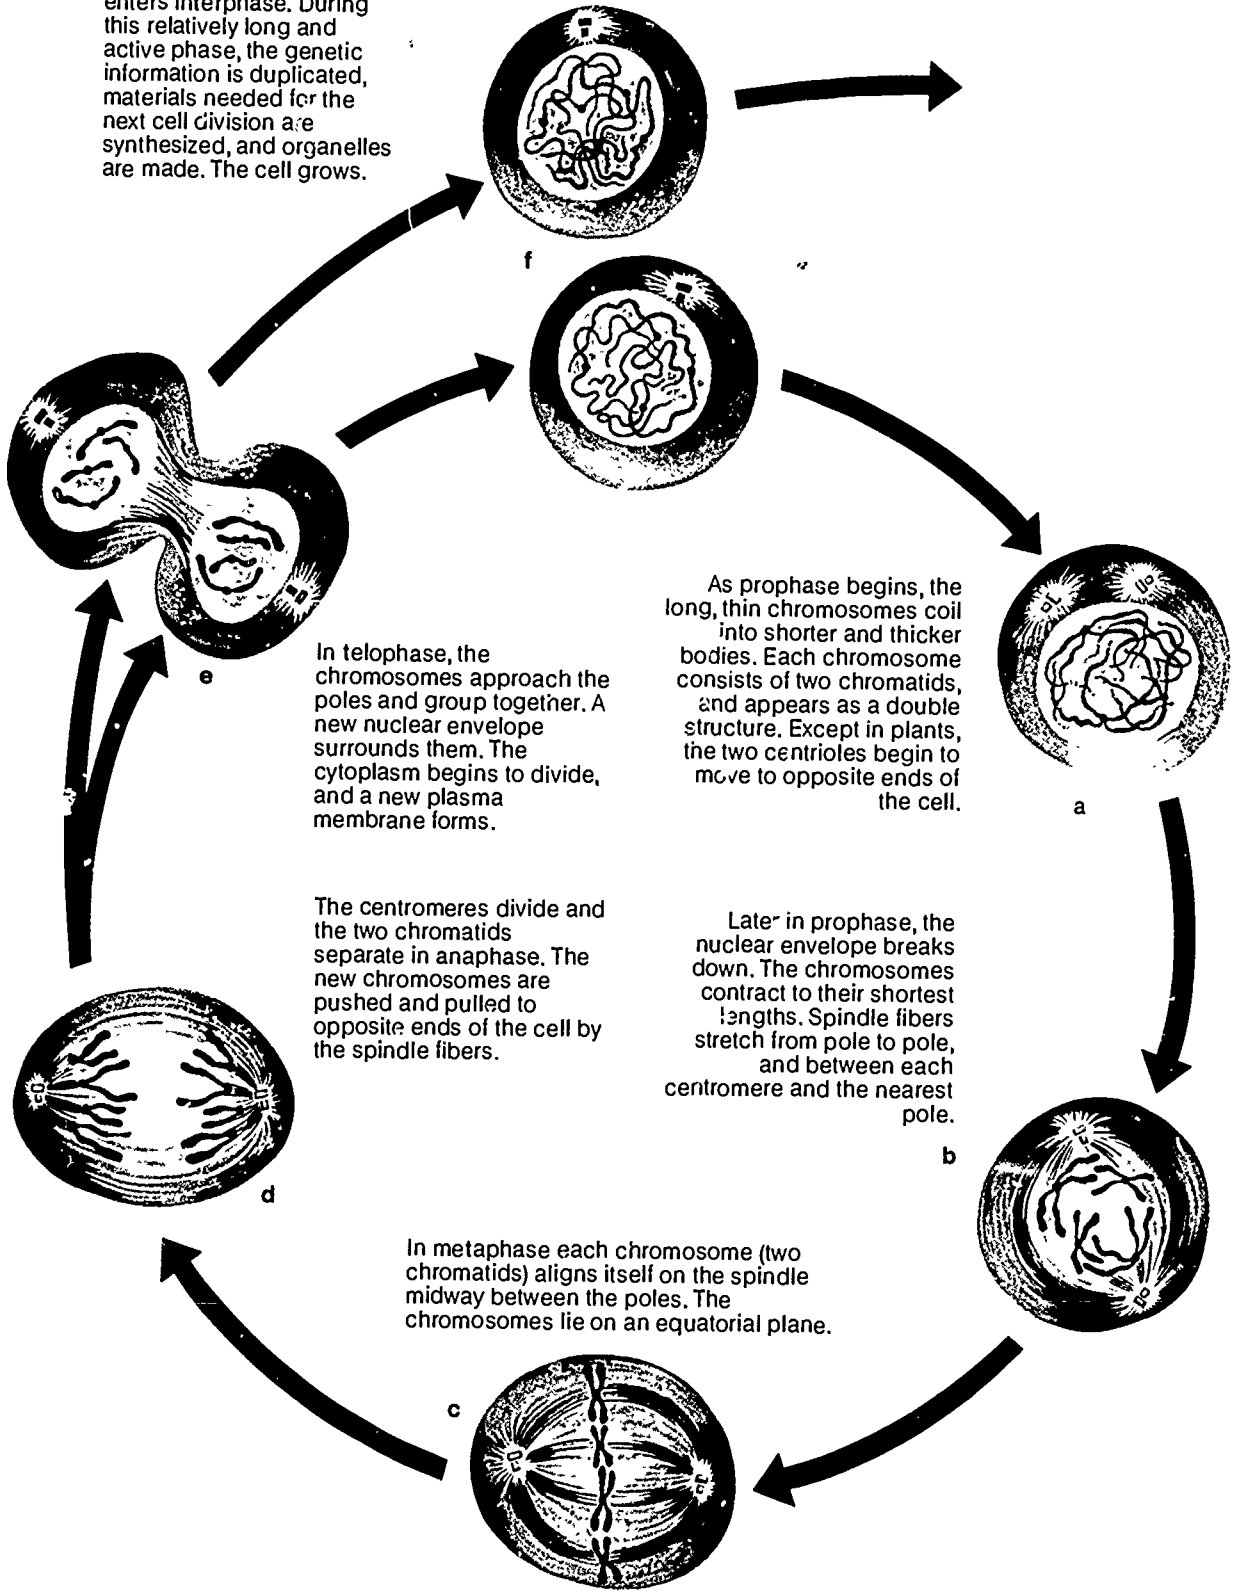 enters interphase. During
this relatively long and
active phase, the genetic
information is duplicated,
materials needed for the
next cell division are
synthesized, and organelles
are made. The cell grows.
f
As prophase begins, the
long, thin chromosomes coil
into shorter and thicker
bodies. Each chromosome
consists of two chromatids,
and appears as a double
structure. Except in plants,
the two centrioles begin to
move to opposite ends of
the cell.
a
e
In telophase, the
chromosomes approach the
poles and group together. A
new nuclear envelope
surrounds them. The
cytoplasm begins to divide,
and a new plasma
membrane forms.
The centromeres divide and
the two chromatids
separate in anaphase. The
new chromosomes are
pushed and pulled to
opposite ends of the cell by
the spindle fibers.
d
Later in prophase, the
nuclear envelope breaks
down. The chromosomes
contract to their shortest
lengths. Spindle fibers
stretch from pole to pole,
and between each
centromere and the nearest
pole.
b
In metaphase each chromosome (two
chromatids) aligns itself on the spindle
midway between the poles. The
chromosomes lie on an equatorial plane.
c